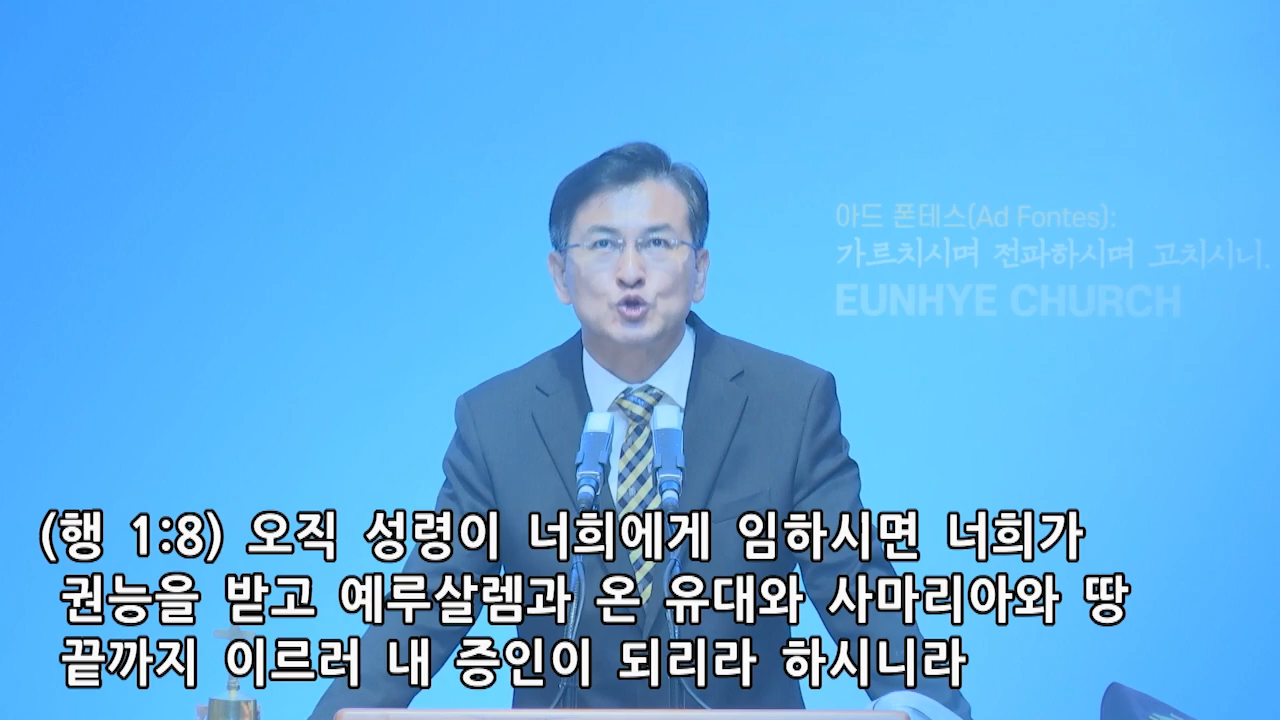 아드 폰테스(Ad Fontes):
가르치시며 전파하시며 고치시니.
EUNHYE CHURCH
(행 1:8) 오직 성령이 너희에게 임하시면 너희가
권능을 받고 예루살렘과 온 유대와 사마리아와 땅
끝까지 이르러 내 증인이 되리라 하시니라